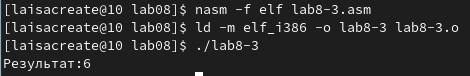 [laisacreate@10 lab08]$ nasm -f elf lab8-3.asm
[laisacreate@10 lab08]$ ld -m elf_i386 -o lab8-3 lab8-3.o
[laisacreate@10 lab08]$ ./lab8-3
Результат:6